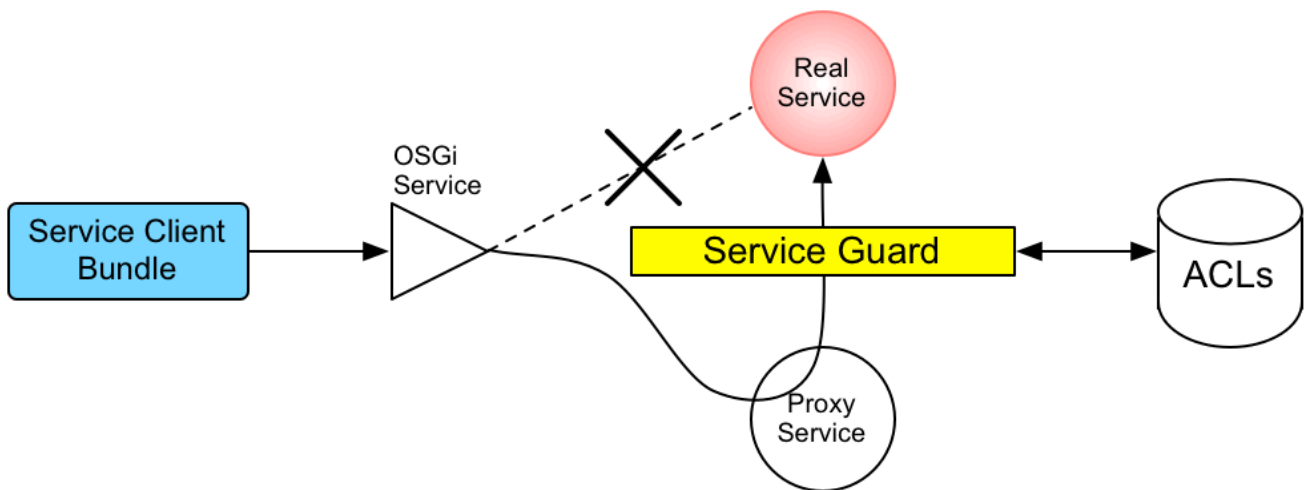 Real
Service
OSGi
Service
Service Client
Bundle
Service Guard
ACLs
Proxy
Service